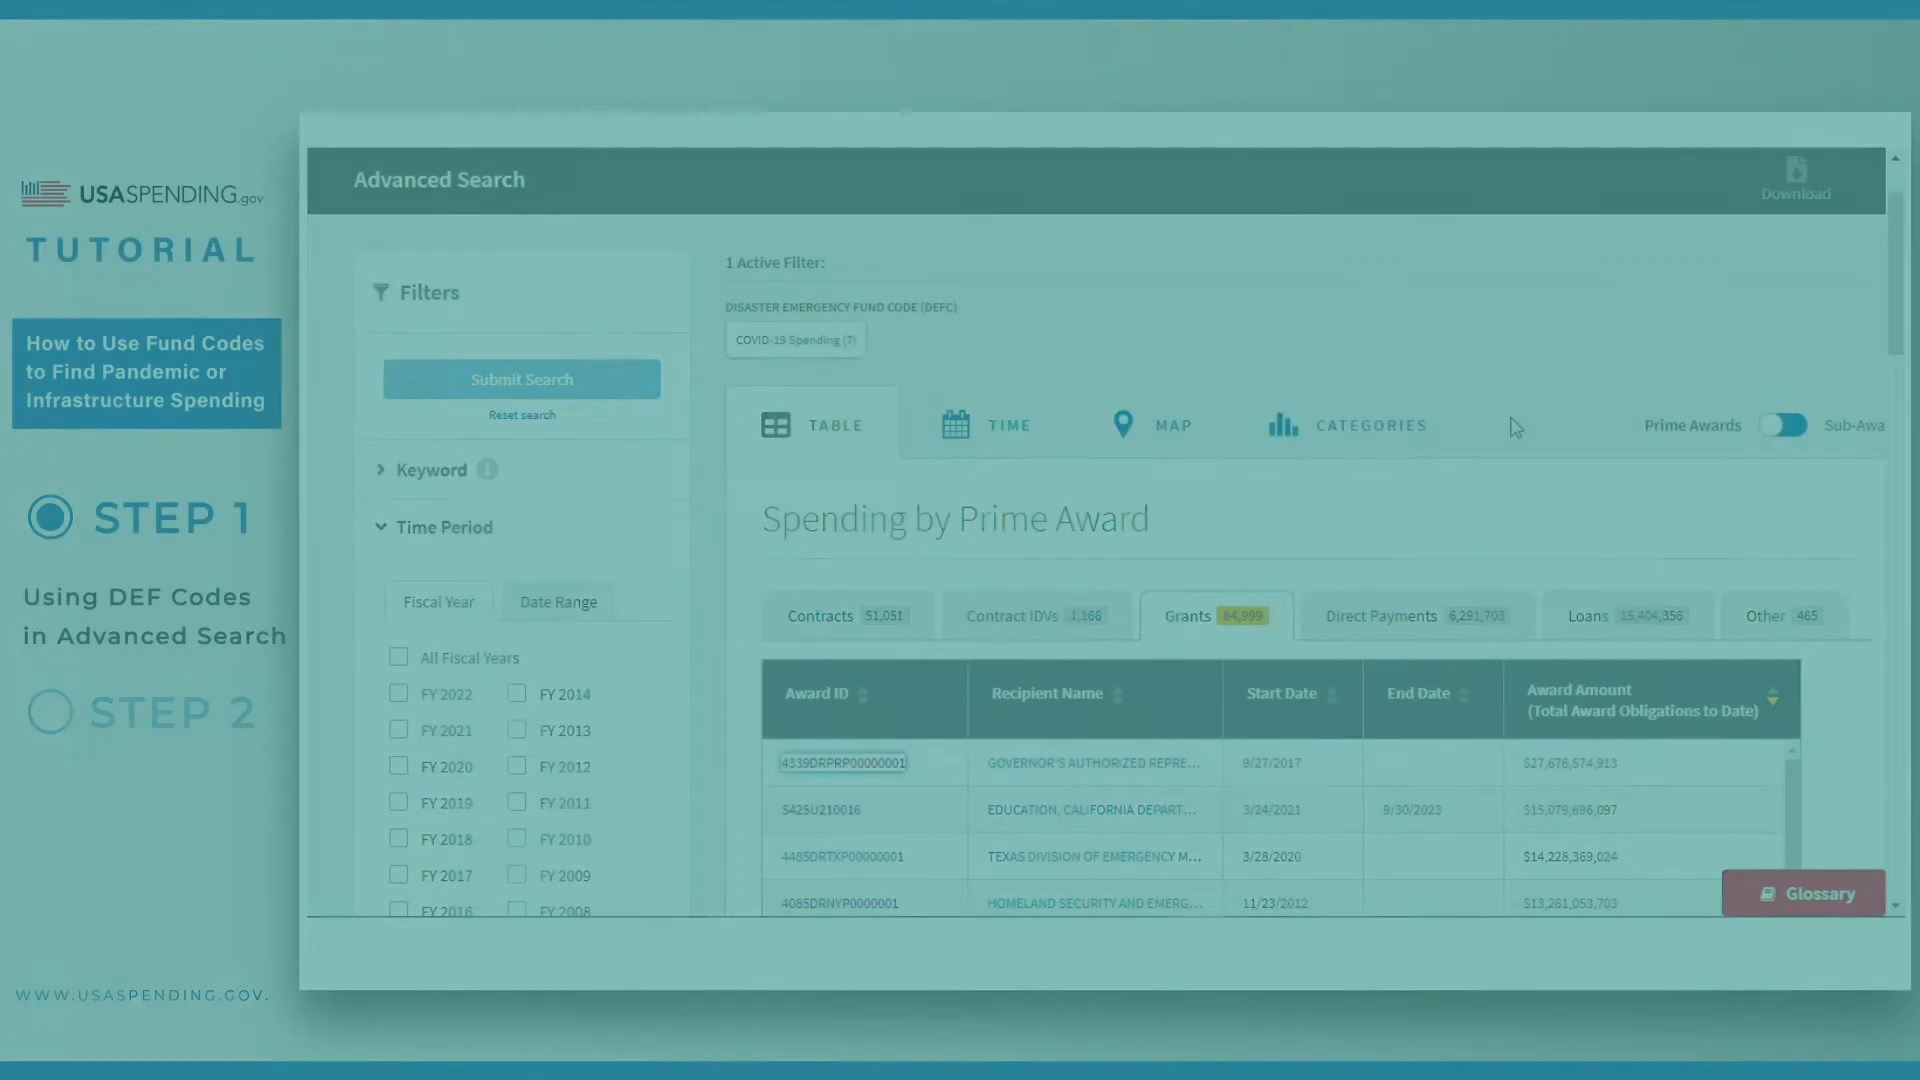 USASPENDING.gov
TUTORIAL
How to Use Fund Codes
to Find Pandemic or
Infrastructure Spending
STEP 1
Using DEF Codes
in Advanced Search
STEP 2
WWW.USASPENDING.GOV.
Advanced Search
Download
Filters
Submit Search
Reset search
Keyword
Time Period
Fiscal Year Date Range
All Fiscal Years
FY 2022 FY 2014
FY 2021 FY 2013
FY 2020 FY 2012
FY 2019 FY 2011
FY 2018 FY 2010
FY 2017 FY 2009
FY 2016 FY 2008
1 Active Filter:
DISASTER EMERGENCY FUND CODE (DEFC)
COVID-19 Spending (7)
TABLE TIME MAP CATEGORIES Prime Awards Sub-Awa
Spending by Prime Award
Contracts 51,051 Contract IDVs 1,166 Grants 84,999 Direct Payments 6,291,703 Loans 15,404,356 Other 465
Award ID Recipient Name Start Date End Date Award Amount
(Total Award Obligations to Date)
4339DRPRP00000001 GOVERNOR'S AUTHORIZED REPRE... 9/27/2017 $27,676,574,913
S425U210016 EDUCATION, CALIFORNIA DEPART... 3/24/2021 9/30/2023 $15,079,696,097
4485DRTXP00000001 TEXAS DIVISION OF EMERGENCY M... 3/28/2020 $14,228,369,024
4085DRNYP0000001 HOMELAND SECURITY AND EMERG... 11/23/2012 $13,261,053,703
Glossary